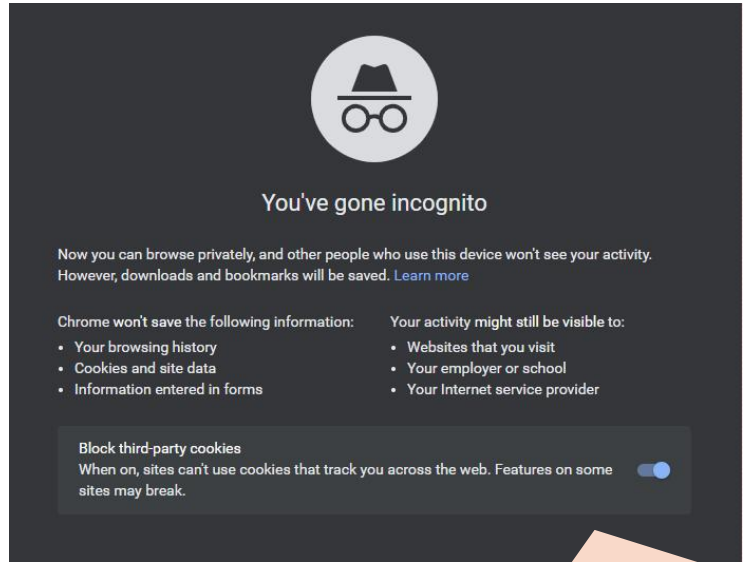 You've gone incognito
Now you can browse privately, and other people who use this device won't see your activity.
However, downloads and bookmarks will be saved. Learn more
Chrome won't save the following information:
• Your browsing history
• Cookies and site data
• Information entered in forms
Your activity might still be visible to:
• Websites that you visit
• Your employer or school
• Your Internet service provider
Block third-party cookies
When on, sites can't use cookies that track you across the web. Features on some
sites may break.